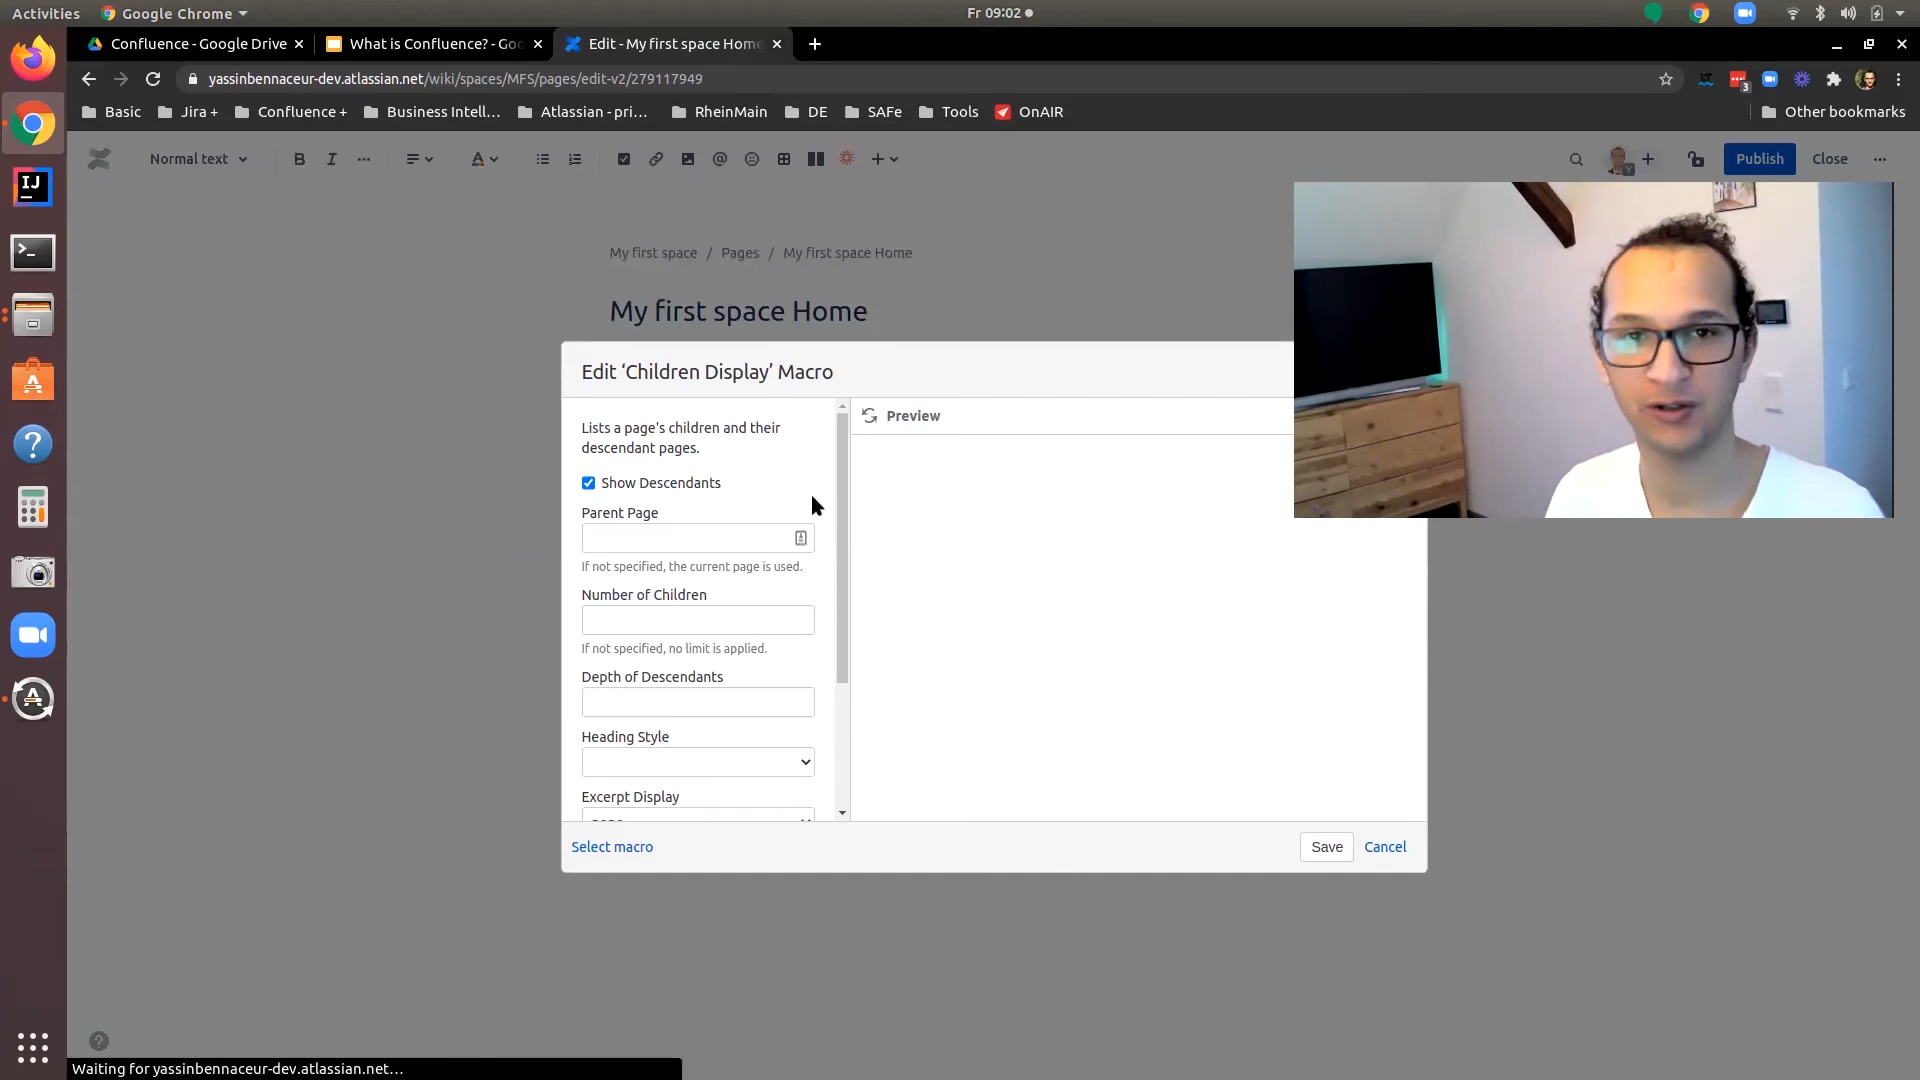 Activities
Google Chrome
Fr 09:02
Confluence - Google Drive
What is Confluence? - Goo
Edit - My first space Home
yassinbennaceur-dev.atlassian.net/wiki/spaces/MFS/pages/edit-v2/279117949
3
Basic
Jira +
Confluence +
Business Intell...
Atlassian - pri...
RheinMain
DE
SAFe
Tools
OnAIR
Other bookmarks
Normal text
Publish
Close
My first space / Pages / My first space Home
My first space Home
Edit ‘Children Display’ Macro
Lists a page's children and their
descendant pages.
Show Descendants
Parent Page
If not specified, the current page is used.
Number of Children
If not specified, no limit is applied.
Depth of Descendants
Heading Style
Excerpt Display
Preview
Select macro
Save
Cancel
Waiting for yassinbennaceur-dev.atlassian.net...